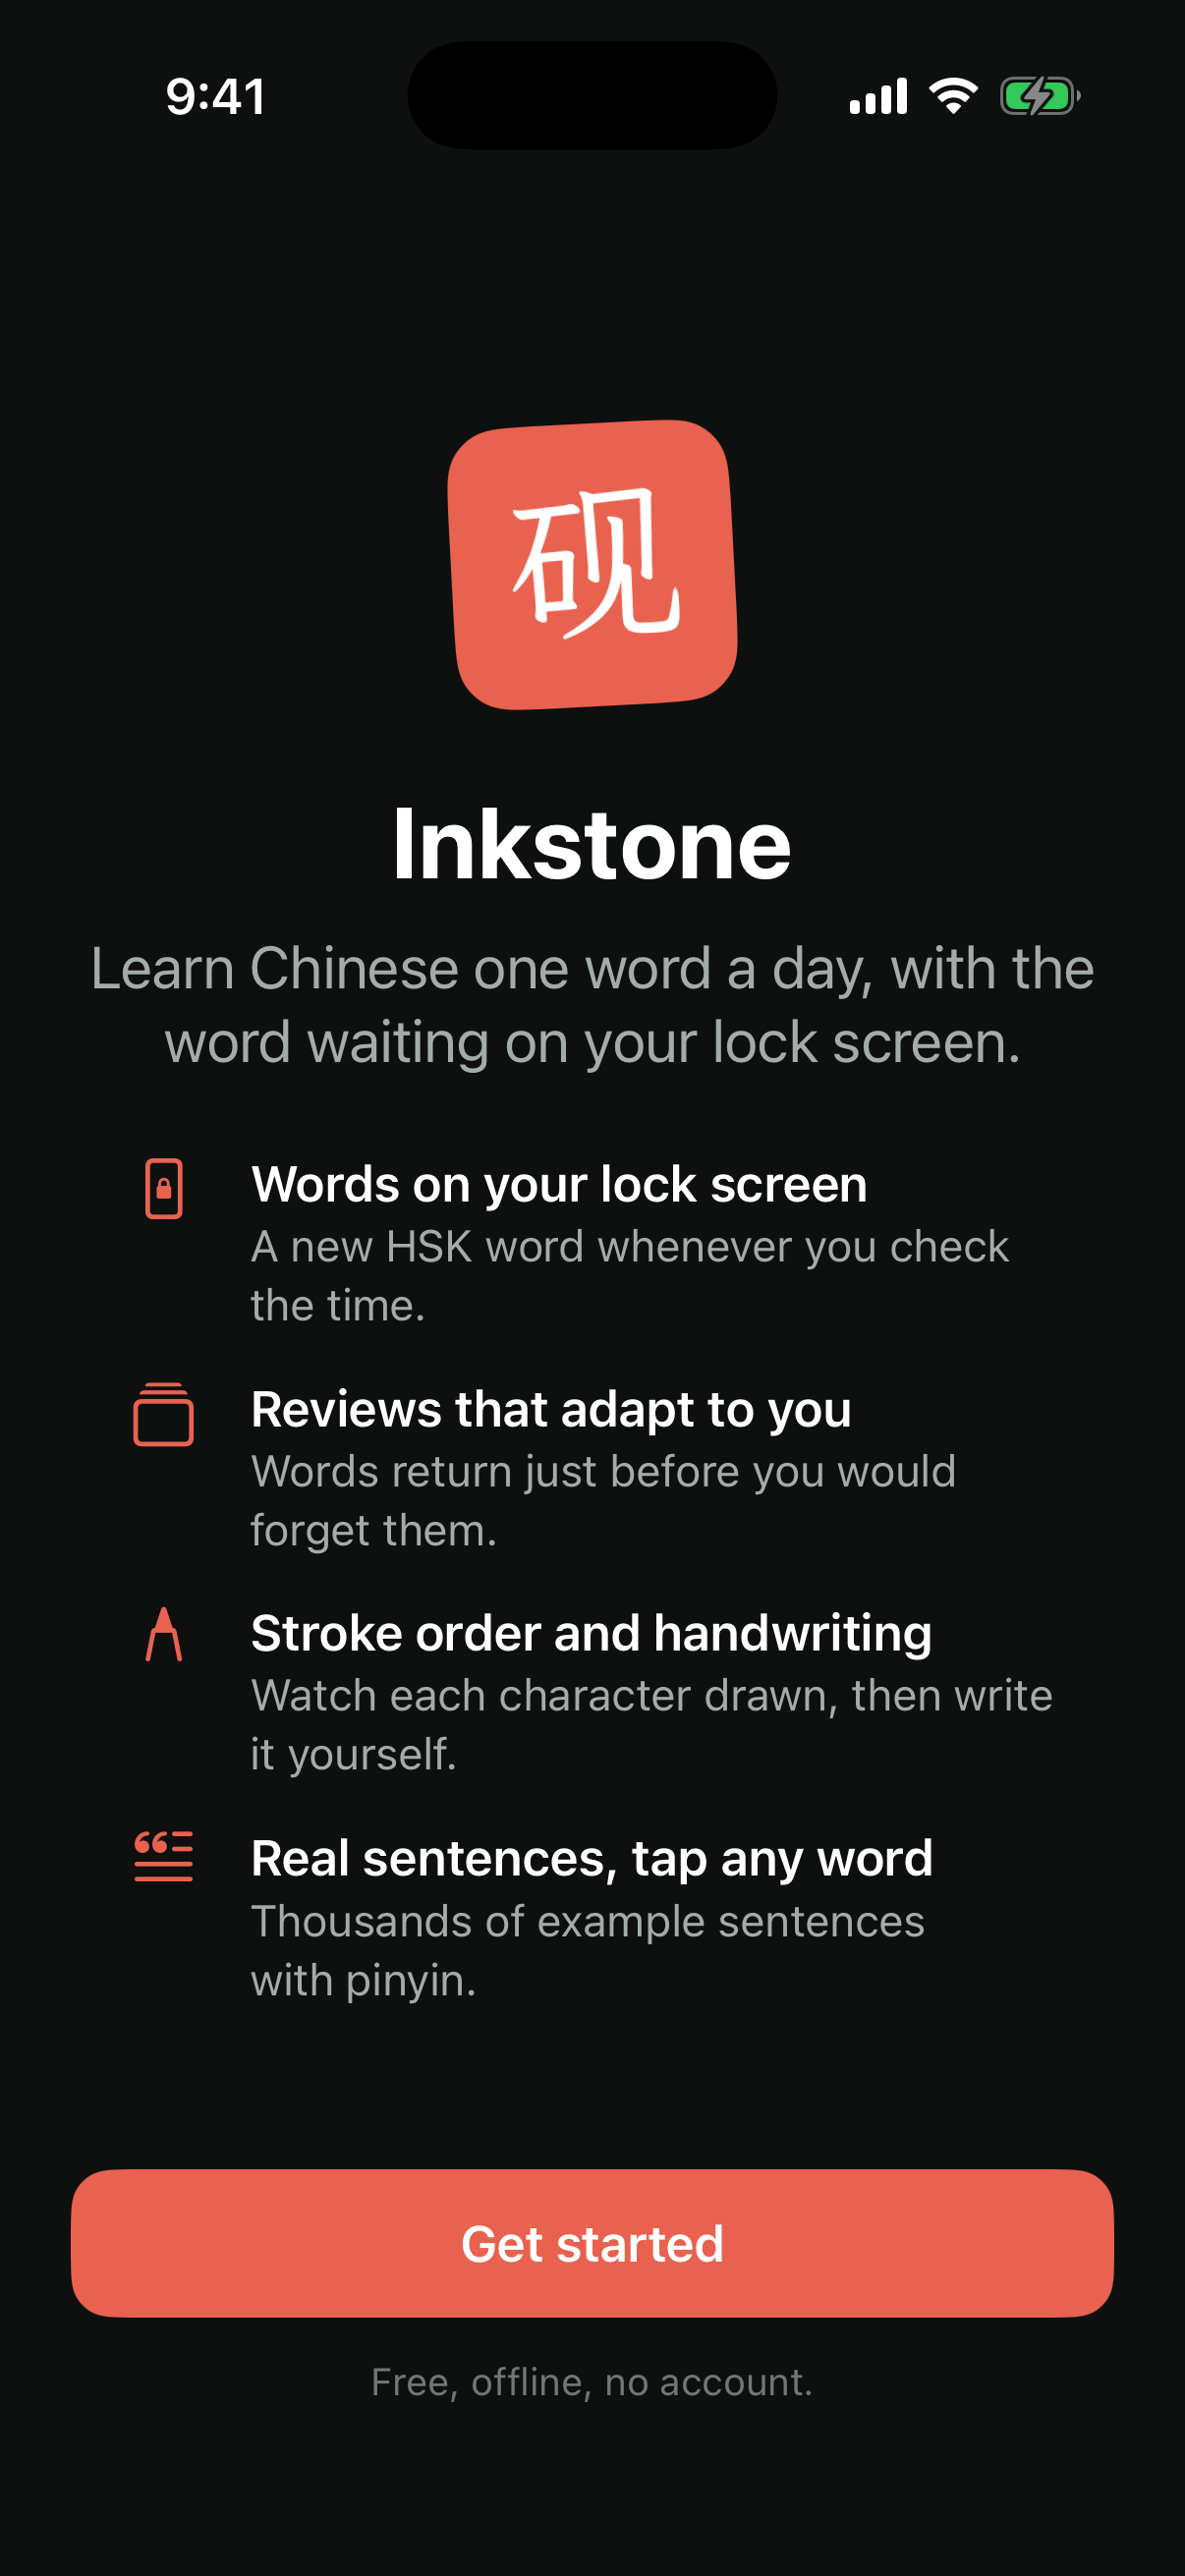 9:41
砚
Inkstone
Learn Chinese one word a day, with the
word waiting on your lock screen.
Words on your lock screen
A new HSK word whenever you check
the time.
Reviews that adapt to you
Words return just before you would
forget them.
Stroke order and handwriting
Watch each character drawn, then write
it yourself.
Real sentences, tap any word
Thousands of example sentences
with pinyin.
Get started
Free, offline, no account.